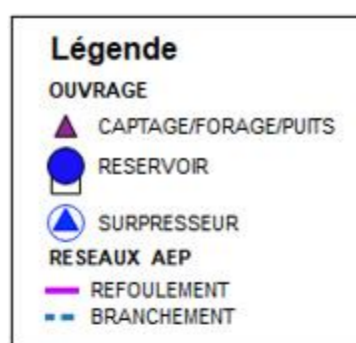 Légende
OUVRAGE
CAPTAGE/FORAGE/PUITS
RESERVOIR
SURPRESSEUR
RESEAUX AEP
REFOULEMENT
BRANCHEMENT